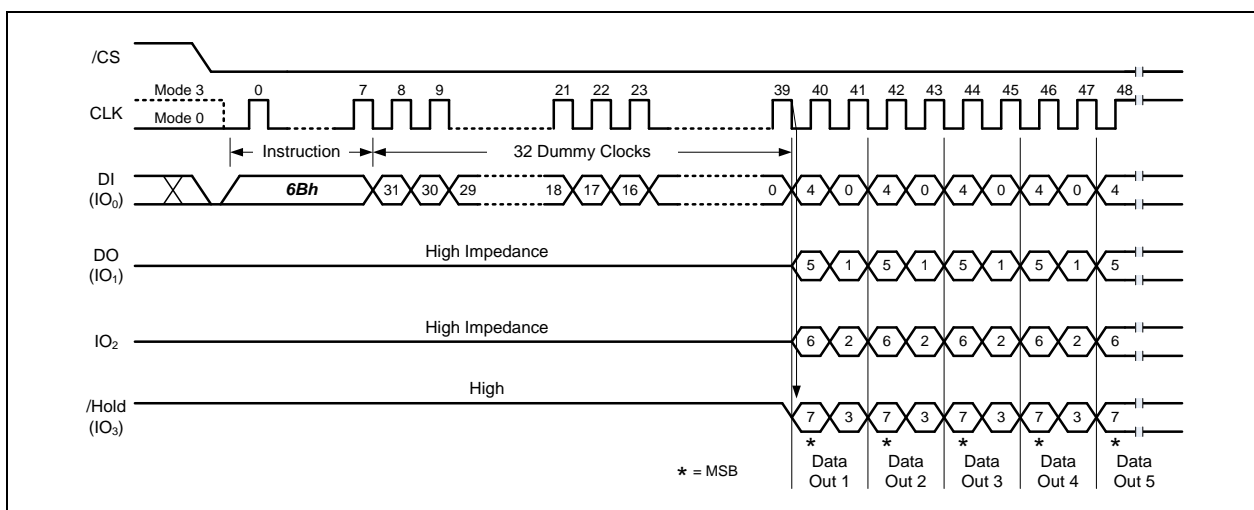 /CS
Mode 3 0 7 8 9 21 22 23 39 40 41 42 43 44 45 46 47 48
CLK
Mode 0
Instruction 32 Dummy Clocks
DI
(IO0) 6Bh 31 30 29 18 17 16 0 4 0 4 0 4 0 4 0 4
High Impedance
DO
(IO1) 5 1 5 1 5 1 5 1 5
High Impedance
IO2 6 2 6 2 6 2 6 2 6
High
/Hold
(IO3) 7 3 7 3 7 3 7 3 7
* * * * *
* = MSB Data Data Data Data Data
Out 1 Out 2 Out 3 Out 4 Out 5